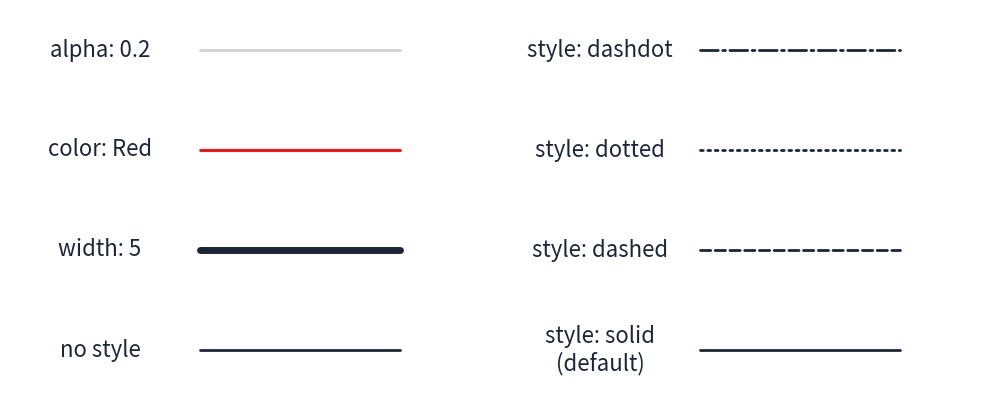 alpha: 0.2
style: dashdot
color: Red
style: dotted
width: 5
style: dashed
no style
style: solid
(default)